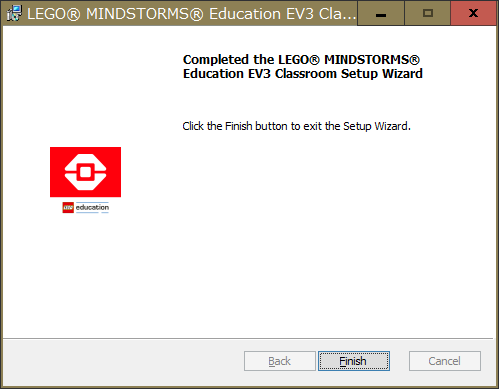 LEGO® MINDSTORMS® Education EV3 Cla...
Completed the LEGO® MINDSTORMS®
Education EV3 Classroom Setup Wizard
Click the Finish button to exit the Setup Wizard.
LEGO education
Back
Finish
Cancel